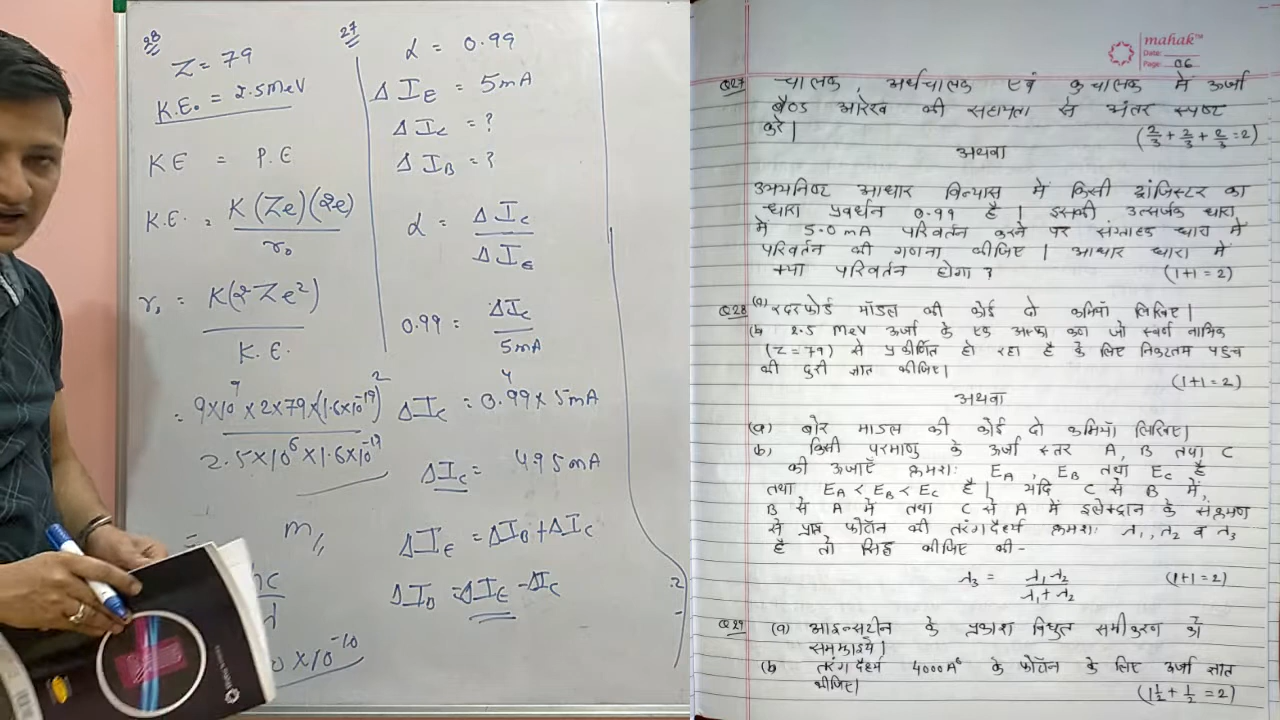 28
Z = 79
K.E. = 2.5MeV
KE = P.E
K.E. = K(Ze)(2e)
r₀
r₀ = K(2Ze²)
K.E.
= 9×10⁹×2×79×(1.6×10⁻¹⁹)²
2.5×10⁶×1.6×10⁻¹⁹
= m,,
0×10⁻¹⁰
27
α = 0.99
Δ I_E = 5mA
Δ I_C = ?
Δ I_B = ?
α = ΔI_C
ΔI_E
0.99 = ΔI_C
5mA
ΔI_C = 0.99 × 5mA
ΔI_C = 4.95mA
ΔI_E = ΔI_B + ΔI_C
ΔI_B = ΔI_E - ΔI_C
mahak™
Date:
Page: 06
Q27 चालक, अर्धचालक एवं कुचालक में ऊर्जा
बैण्ड आरेख की सहायता से अंतर स्पष्ट
करे।
(2/3 + 2/3 + 2/3 = 2)
अथवा
उभयनिष्ट आधार विन्यास में किसी ट्रांजिस्टर का
धारा प्रवर्धन 0.99 है। इसकी उत्सर्जक धारा
में 5.0mA परिवर्तन करने पर संग्राहक धारा में
परिवर्तन की गणना कीजिए। आधार धारा में
क्या परिवर्तन होगा? (1+1=2)
Q28 (a) रदरफोर्ड मॉडल की कोई दो कमियाँ लिखिए।
(b) 2.5 MeV ऊर्जा के एक अल्फा कण जो स्वर्ण नाभिक
(Z=79) से प्रकीर्णित हो रहा है के लिए निकटतम पहुच
की दुरी ज्ञात कीजिए।
(1+1=2)
अथवा
(a) बोर माडल की कोई दो कमियाँ लिखिए।
(b) किसी परमाणु के ऊर्जा स्तर A, B तथा C
की ऊर्जाएँ क्रमशः E_A, E_B तथा E_C है
तथा E_A < E_B < E_C है। यदि C से B में,
B से A में तथा C से A में इलेक्ट्रान के संक्रमण
से प्राप्त फोटॉन की तरंगदैर्ध्य क्रमशः λ₁, λ₂ व λ₃
है तो सिद्ध कीजिए की-
λ₃ = λ₁λ₂ (1+1=2)
λ₁+λ₂
Q29 (a) आइन्सटीन के प्रकाश विधुत समीकरण को
समझाइये।
(b) तरंगदैर्ध्य 4000A° के फोटॉन के लिए ऊर्जा ज्ञात
कीजिए।
(1½ + ½ = 2)